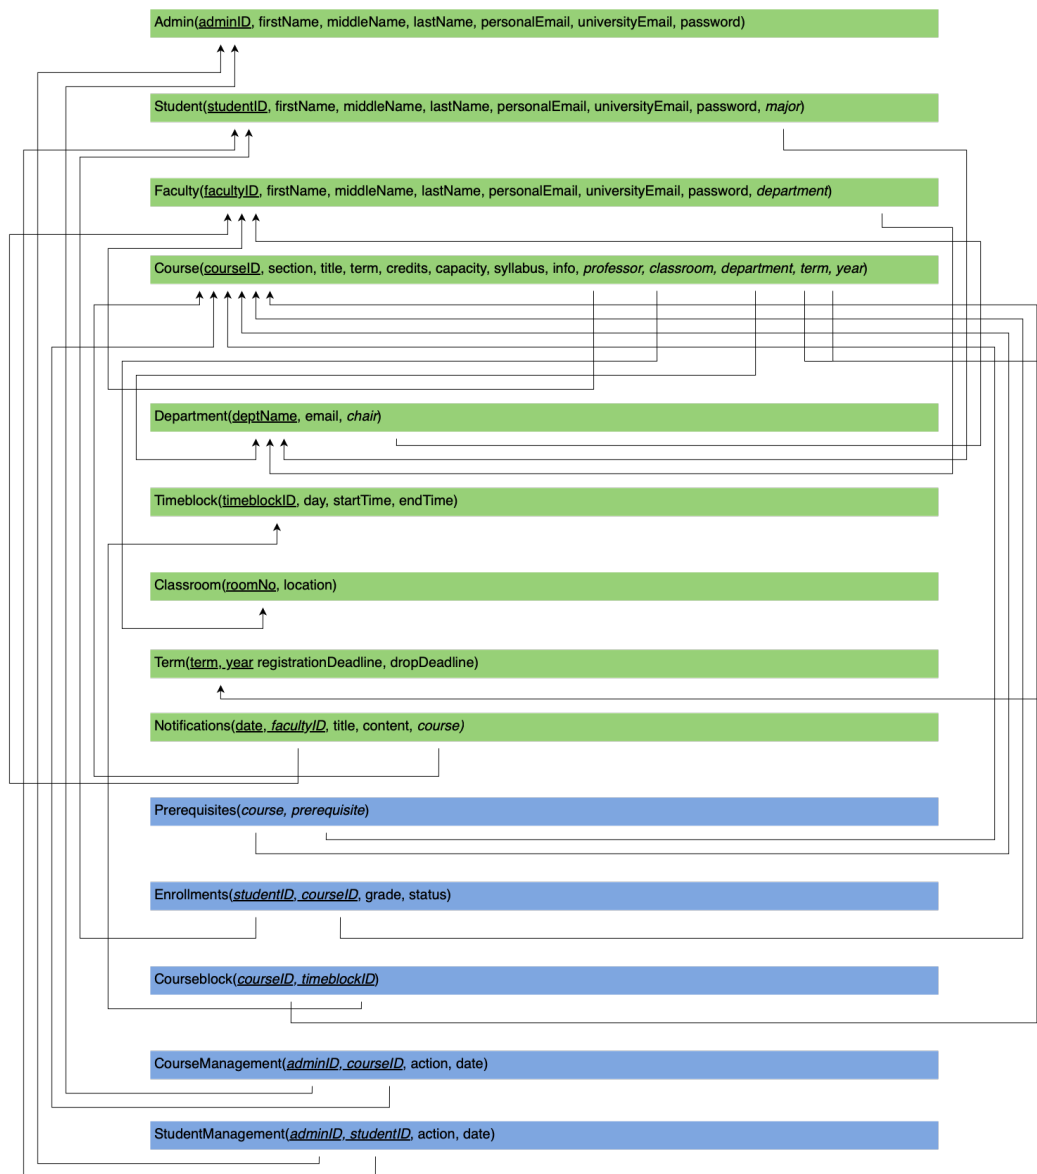 Admin(adminID, firstName, middleName, lastName, personalEmail, universityEmail, password)
Student(studentID, firstName, middleName, lastName, personalEmail, universityEmail, password, major)
Faculty(facultyID, firstName, middleName, lastName, personalEmail, universityEmail, password, department)
Course(courseID, section, title, term, credits, capacity, syllabus, info, professor, classroom, department, term, year)
Department(deptName, email, chair)
Timeblock(timeblockID, day, startTime, endTime)
Classroom(roomNo, location)
Term(term, year registrationDeadline, dropDeadline)
Notifications(date, facultyID, title, content, course)
Prerequisites(course, prerequisite)
Enrollments(studentID, courseID, grade, status)
Courseblock(courseID, timeblockID)
CourseManagement(adminID, courseID, action, date)
StudentManagement(adminID, studentID, action, date)